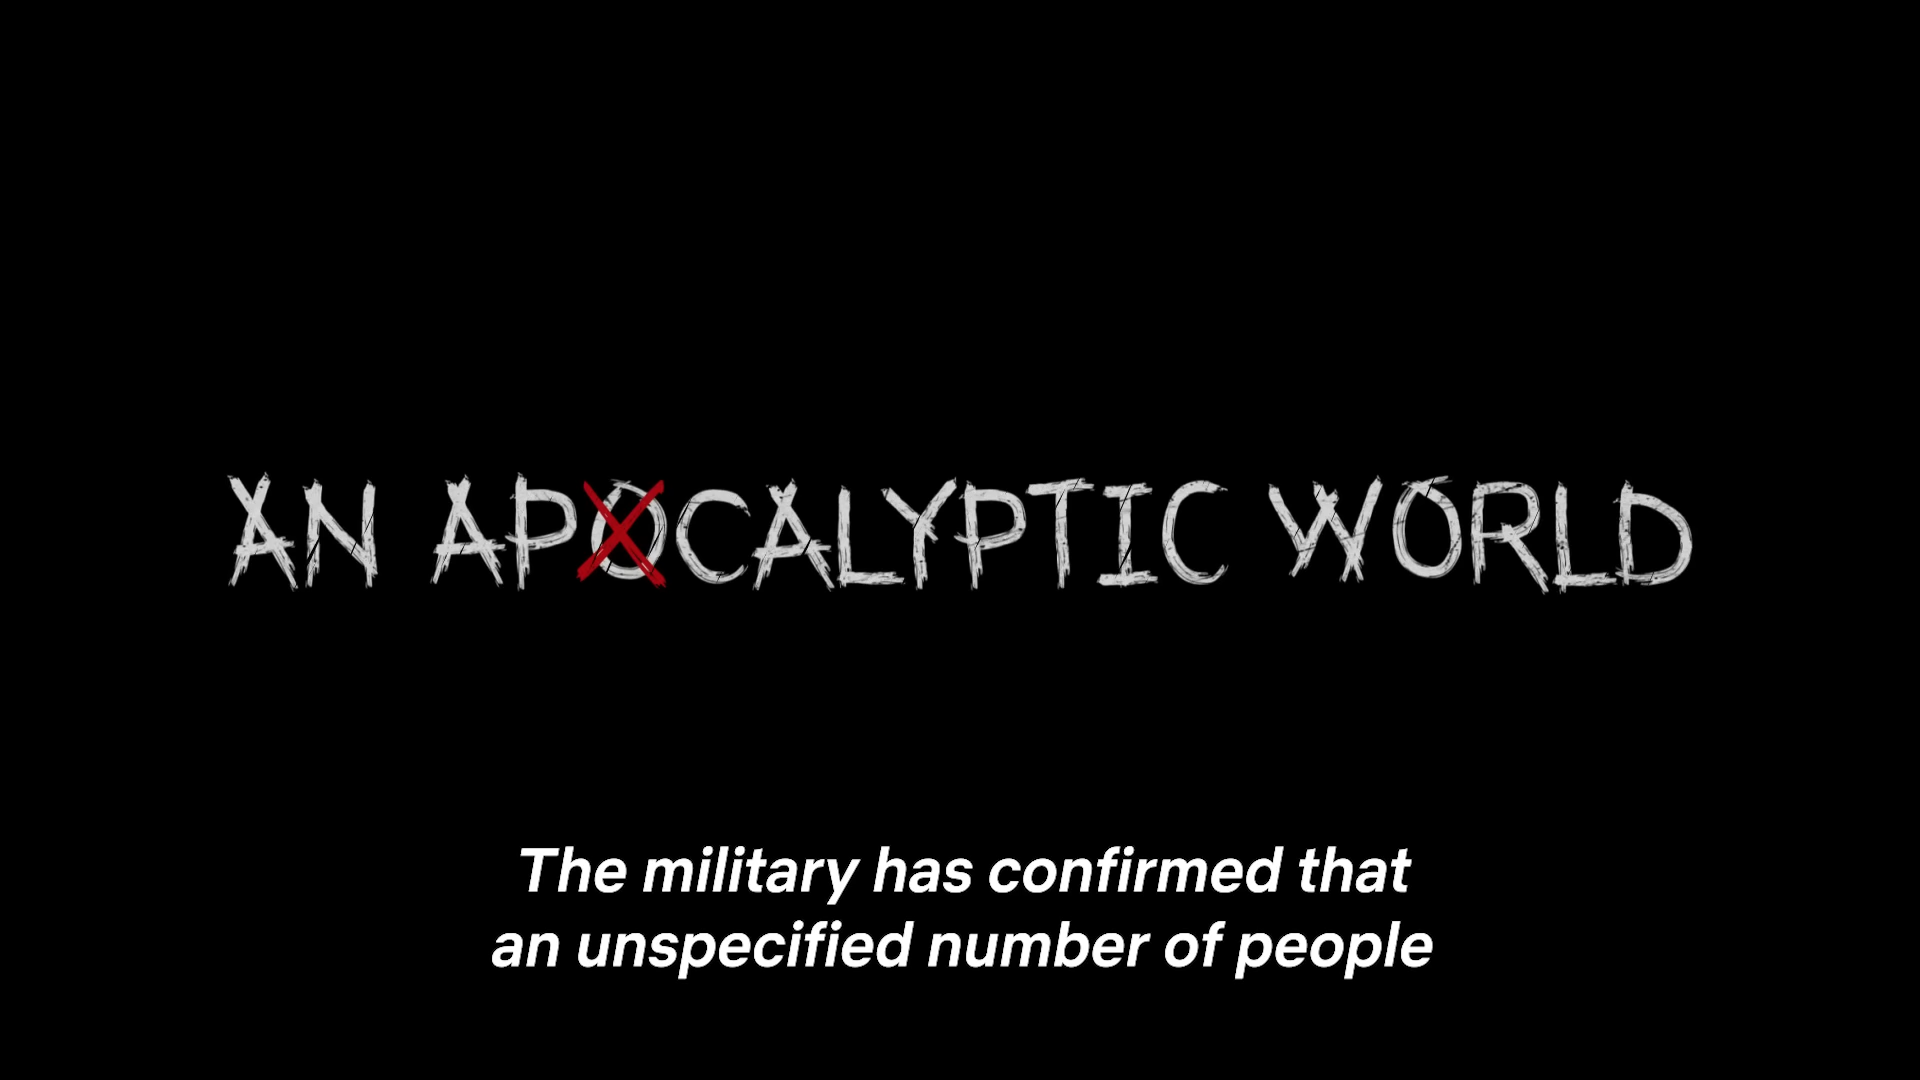 AN APOCALYPTIC WORLD
The military has confirmed that
an unspecified number of people